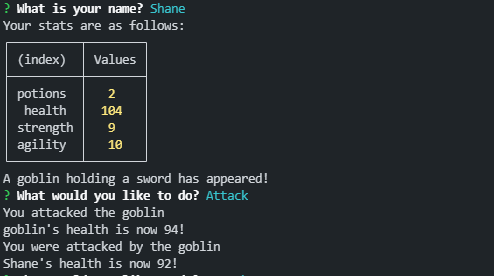 ? What is your name? Shane
Your stats are as follows:
(index) Values
potions 2
health 104
strength 9
agility 10
A goblin holding a sword has appeared!
? What would you like to do? Attack
You attacked the goblin
goblin's health is now 94!
You were attacked by the goblin
Shane's health is now 92!